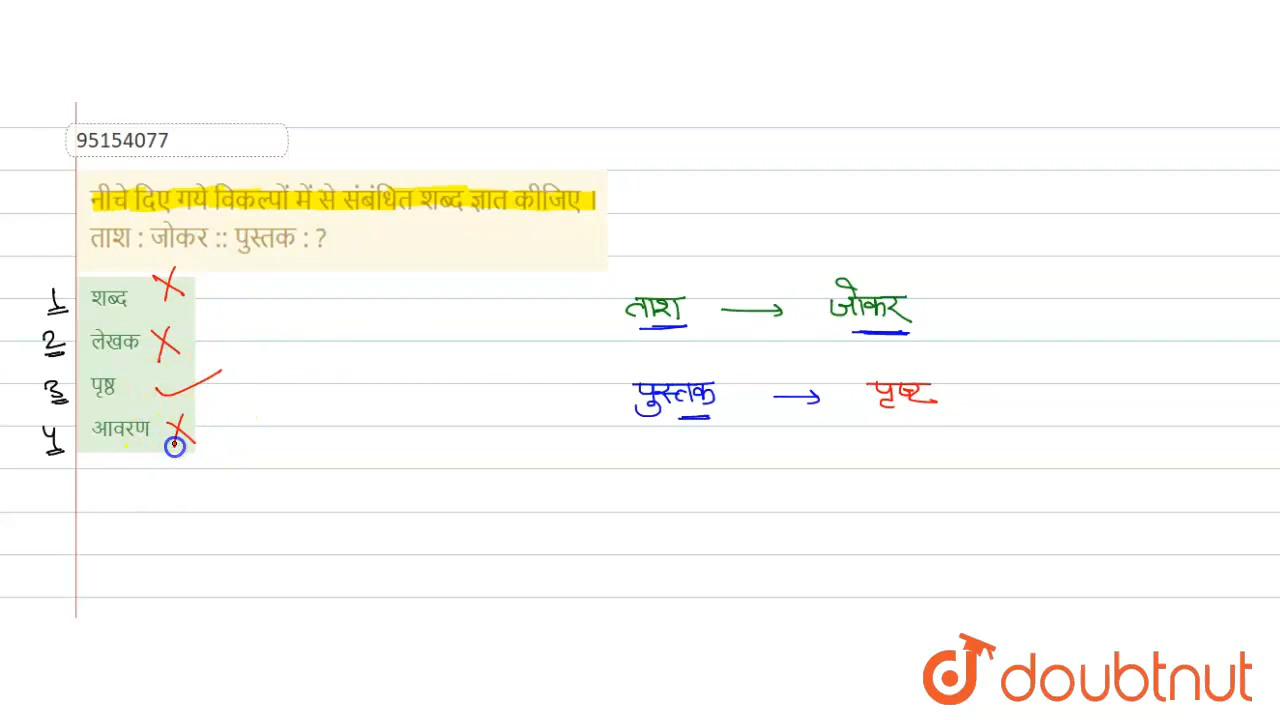 95154077
नीचे दिए गये विकल्पों में से संबंधित शब्द ज्ञात कीजिए ।
ताश : जोकर :: पुस्तक : ?
1 शब्द
2 लेखक
3 पृष्ठ
4 आवरण
ताश → जोकर
पुस्तक → पृष्ठ
doubtnut